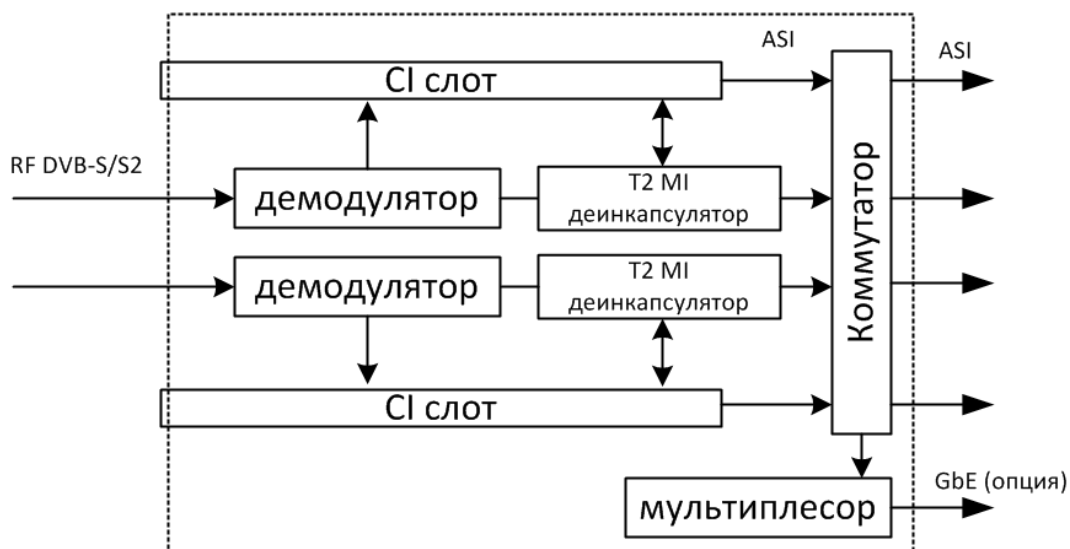 ASI
ASI
CI слот
RF DVB-S/S2
демодулятор
T2 MI
деинкапсулятор
демодулятор
T2 MI
деинкапсулятор
Коммутатор
CI слот
GbE (опция)
мультиплесор